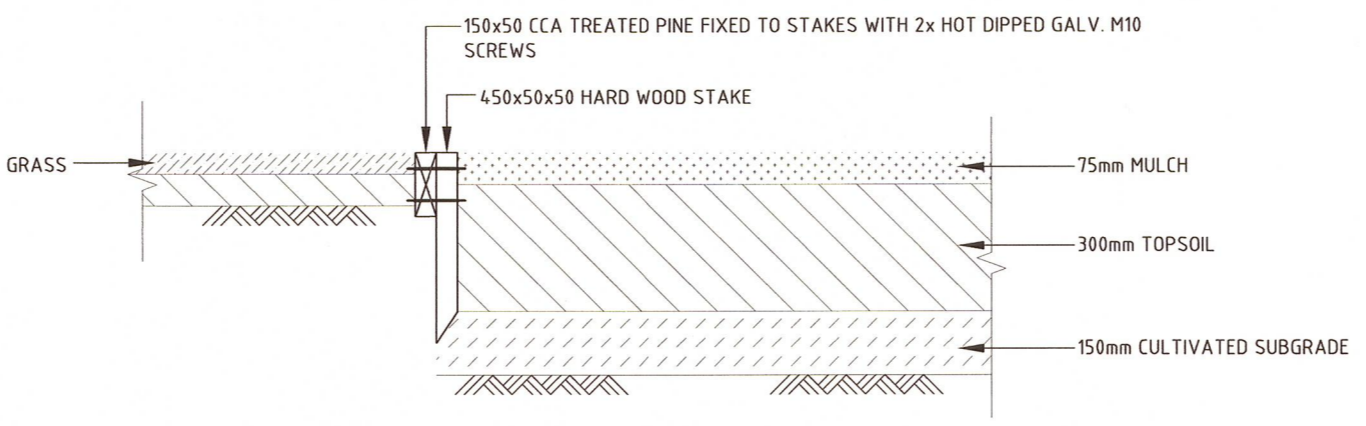 150x50 CCA TREATED PINE FIXED TO STAKES WITH 2x HOT DIPPED GALV. M10
SCREWS
450x50x50 HARD WOOD STAKE
GRASS
75mm MULCH
300mm TOPSOIL
150mm CULTIVATED SUBGRADE